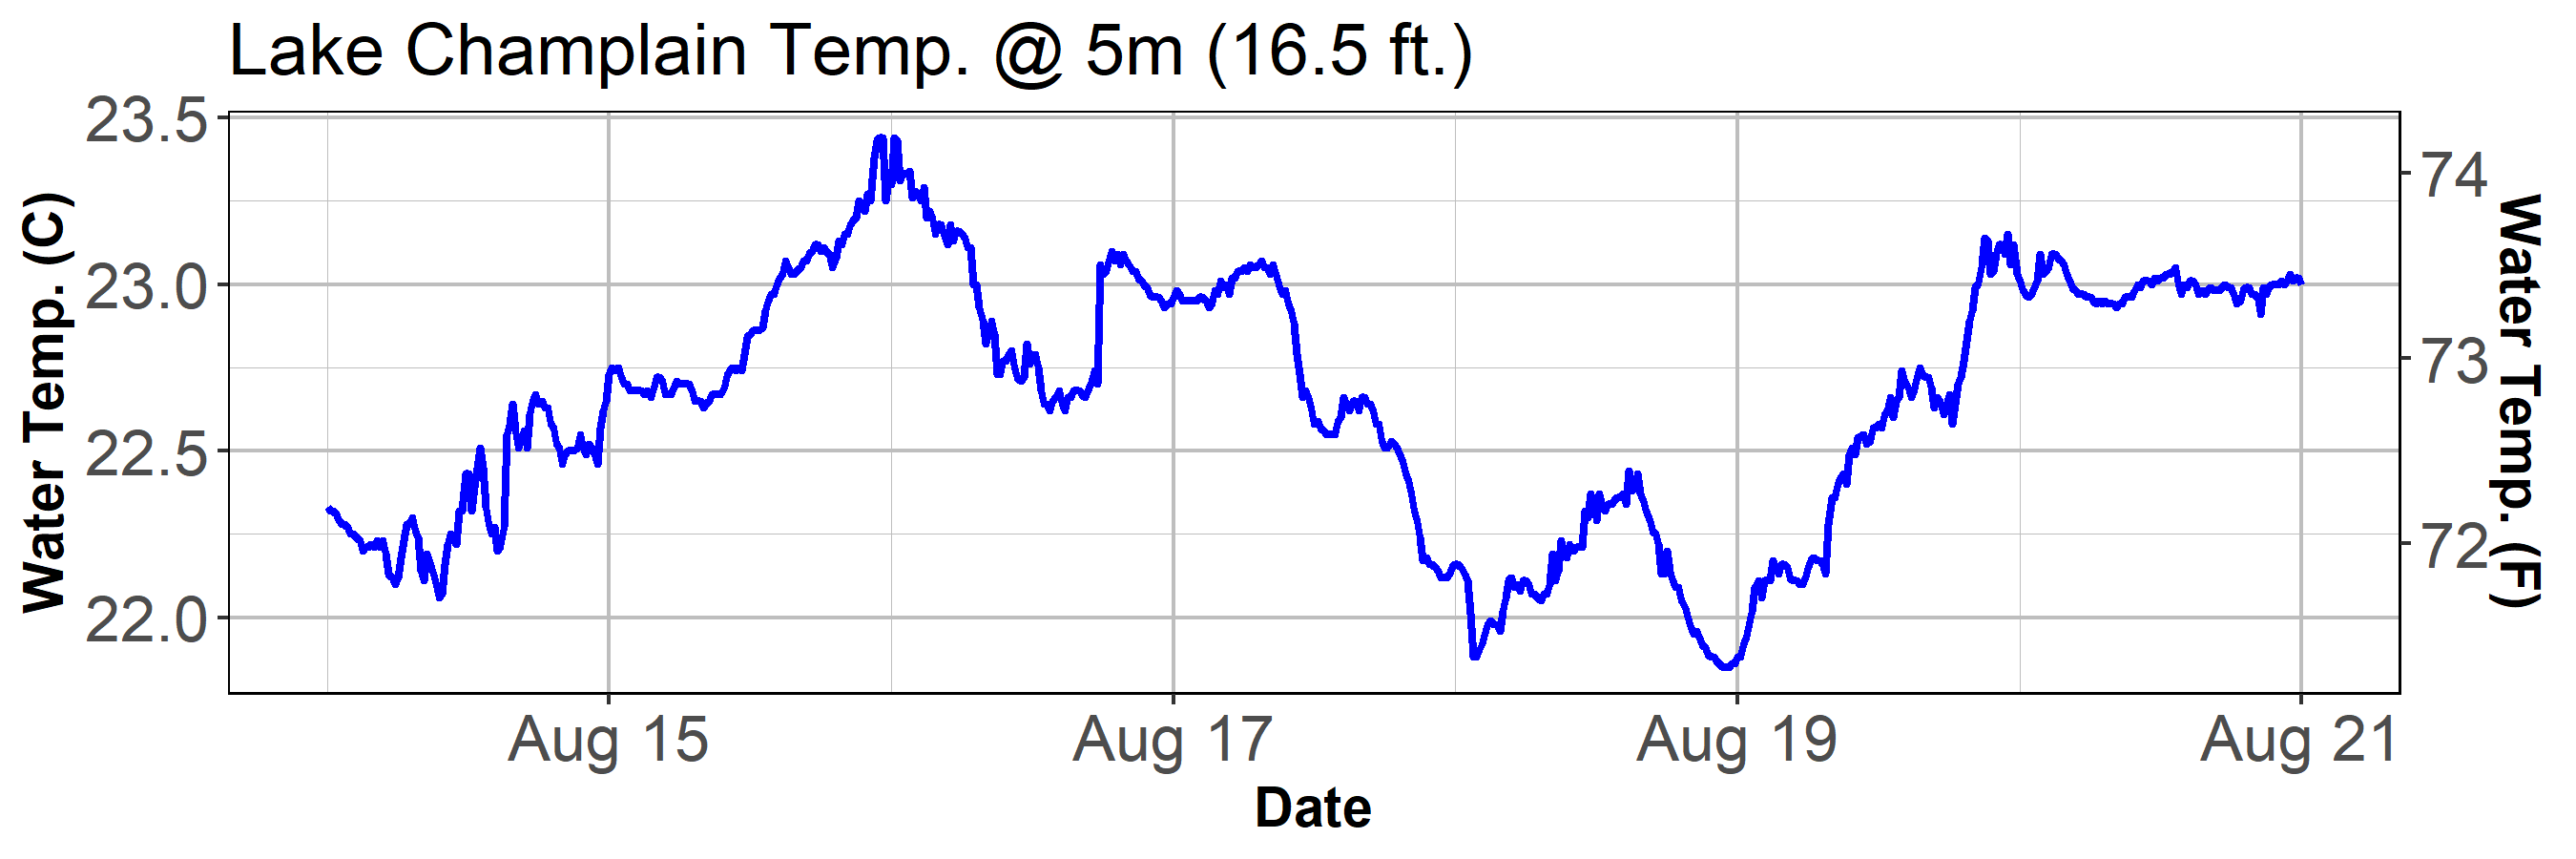 Lake Champlain Temp. @ 5m (16.5 ft.)
23.5
23.0
22.5
22.0
Water Temp. (C)
74
73
72
Water Temp. (F)
Aug 15
Aug 17
Aug 19
Aug 21
Date